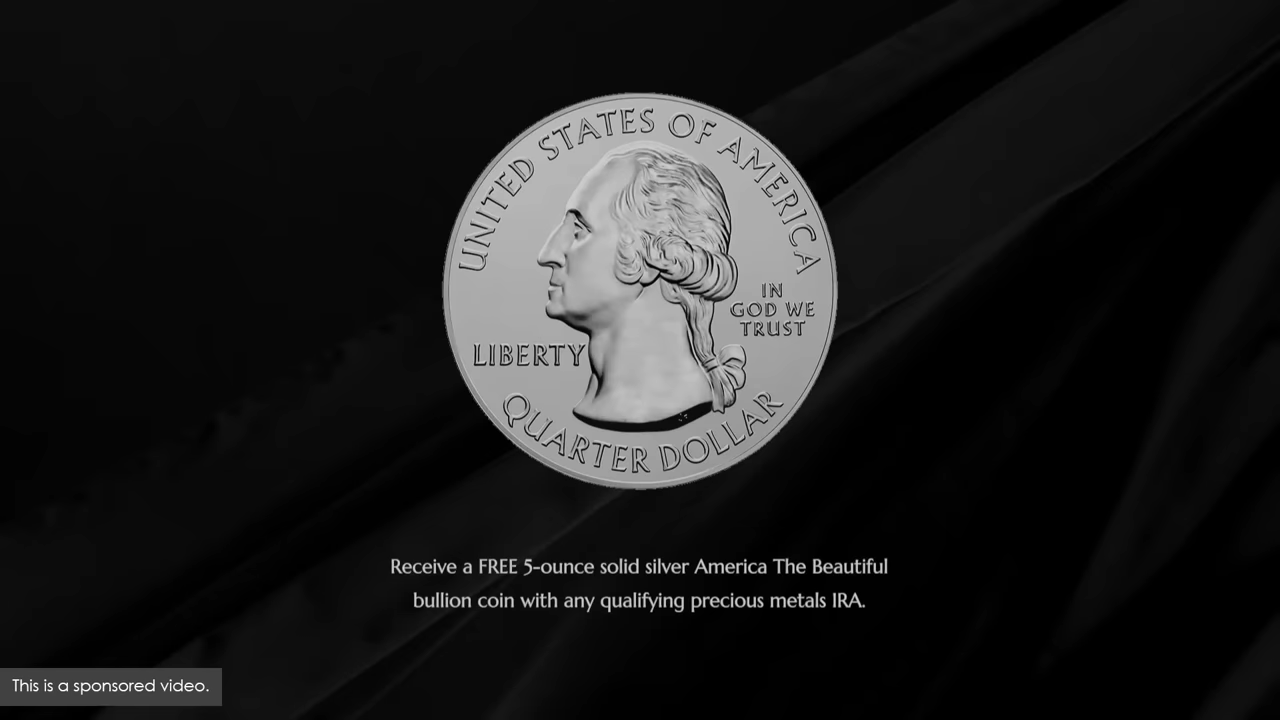 UNITED STATES OF AMERICA
IN
GOD WE
TRUST
LIBERTY
QUARTER DOLLAR
Receive a FREE 5-ounce solid silver America The Beautiful
bullion coin with any qualifying precious metals IRA.
This is a sponsored video.